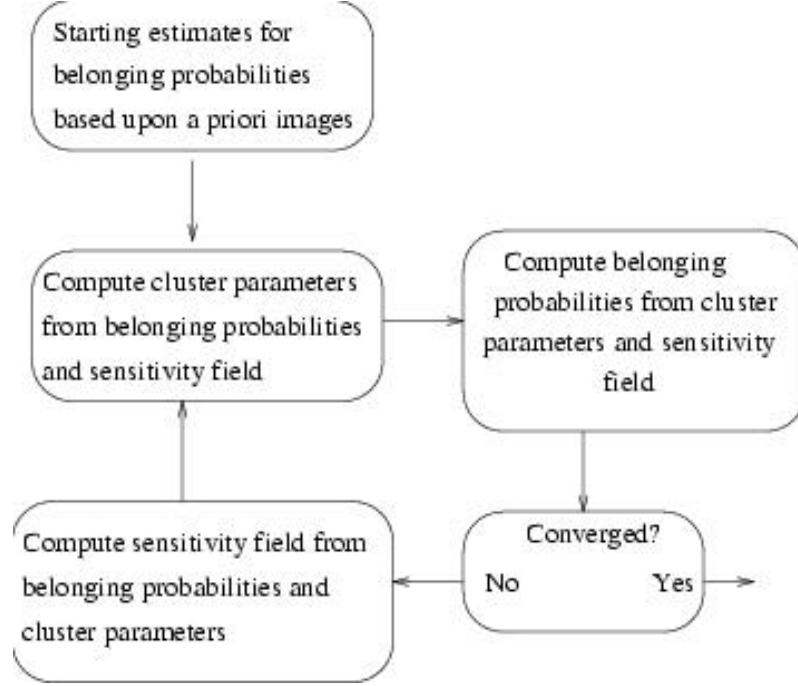 Starting estimates for
belonging probabilities
based upon a priori images
Compute cluster parameters
from belonging probabilities
and sensitivity field
Compute belonging
probabilities from cluster
parameters and sensitivity
field
Converged?
No Yes
Compute sensitivity field from
belonging probabilities and
cluster parameters